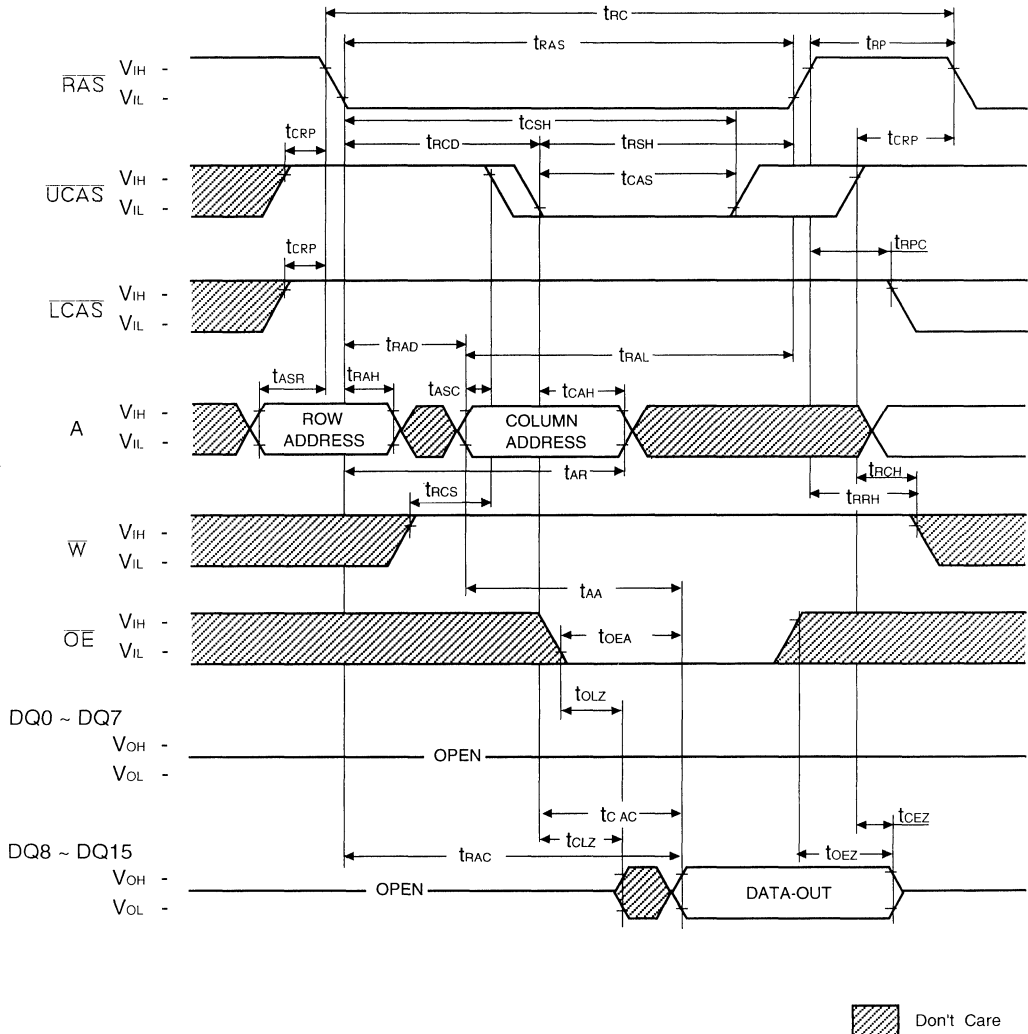 tRC
tRAS
tRP
RAS
VIH -
VIL -
tCSH
tCRP
tRCD
tRSH
tCRP
UCAS
VIH -
VIL -
tCAS
tCRP
tRPC
LCAS
VIH -
VIL -
tRAD
tRAL
tASR
tRAH
tASC
tCAH
A
VIH -
VIL -
ROW
ADDRESS
COLUMN
ADDRESS
tAR
tRCH
tRCS
tRRH
W
VIH -
VIL -
tAA
OE
VIH -
VIL -
tOEA
tOLZ
DQ0 ~ DQ7
VOH -
VOL -
OPEN
tCAC
tCEZ
tCLZ
DQ8 ~ DQ15
tRAC
tOEZ
VOH -
VOL -
OPEN
DATA-OUT
Don't Care